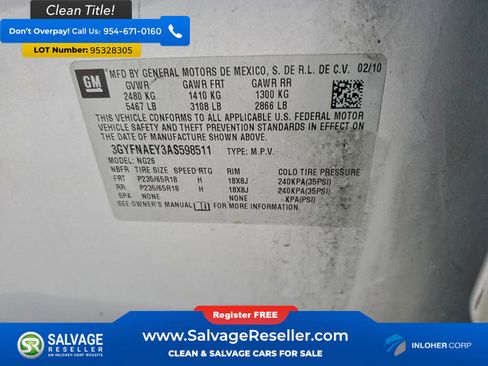 Clean Title!
Don't Overpay! Call Us: 954-671-0160
LOT Number: 95328305
GM
MFD BY GENERAL MOTORS DE MEXICO, S. DE R.L. DE C.V. 02/10
GVWR GAWR FRT GAWR RR
2480 KG 1410 KG 1300 KG
5467 LB 3108 LB 2866 LB
THIS VEHICLE CONFORMS TO ALL APPLICABLE U.S. FEDERAL MOTOR
VEHICLE SAFETY AND THEFT PREVENTION STANDARDS IN EFFECT ON
THE DATE OF MANUFACTURE SHOWN ABOVE.
3GYFNAEY3AS598511 TYPE: M.P.V.
MODEL: NG26
NBFR TIRE SIZE SPEED RTG RIM COLD TIRE PRESSURE
FRT P235/65R18 H 18X8J 240KPA(35PSI)
RR P235/65R18 H 18X8J 240KPA(35PSI)
SPA NONE NONE KPA(PSI)
SEE OWNER'S MANUAL FOR MORE INFORMATION.
Register FREE
SALVAGE RESELLER
AN INLOHER CORP WEBSITE
www.SalvageReseller.com
CLEAN & SALVAGE CARS FOR SALE
INLOHER CORP